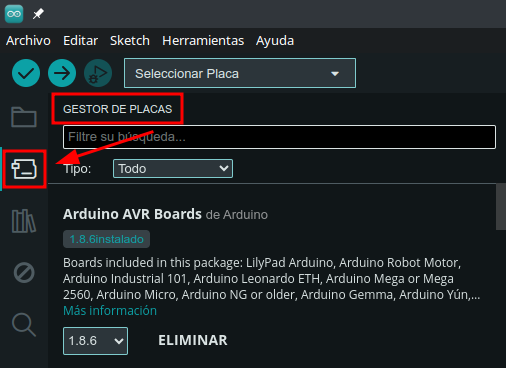 Archivo Editar Sketch Herramientas Ayuda
Seleccionar Placa
GESTOR DE PLACAS
Filtre su búsqueda...
Tipo: Todo
Arduino AVR Boards de Arduino
1.8.6instalado
Boards included in this package: LilyPad Arduino, Arduino Robot Motor,
Arduino Industrial 101, Arduino Leonardo ETH, Arduino Mega or Mega
2560, Arduino Micro, Arduino NG or older, Arduino Gemma, Arduino Yún,...
Más información
1.8.6 ELIMINAR